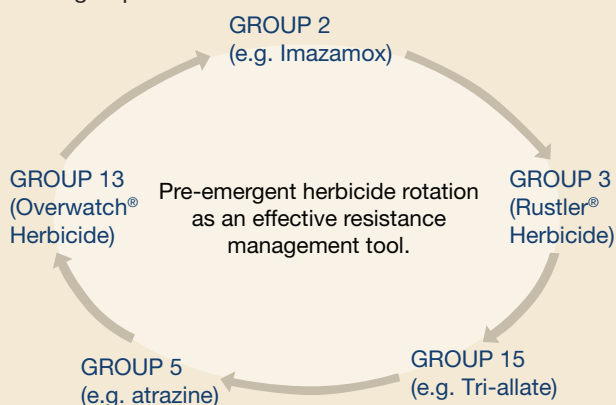 GROUP 2
(e.g. Imazamox)
GROUP 13
(Overwatch®
Herbicide)
Pre-emergent herbicide rotation
as an effective resistance
management tool.
GROUP 3
(Rustler®
Herbicide)
GROUP 15
(e.g. Tri-allate)
GROUP 5
(e.g. atrazine)